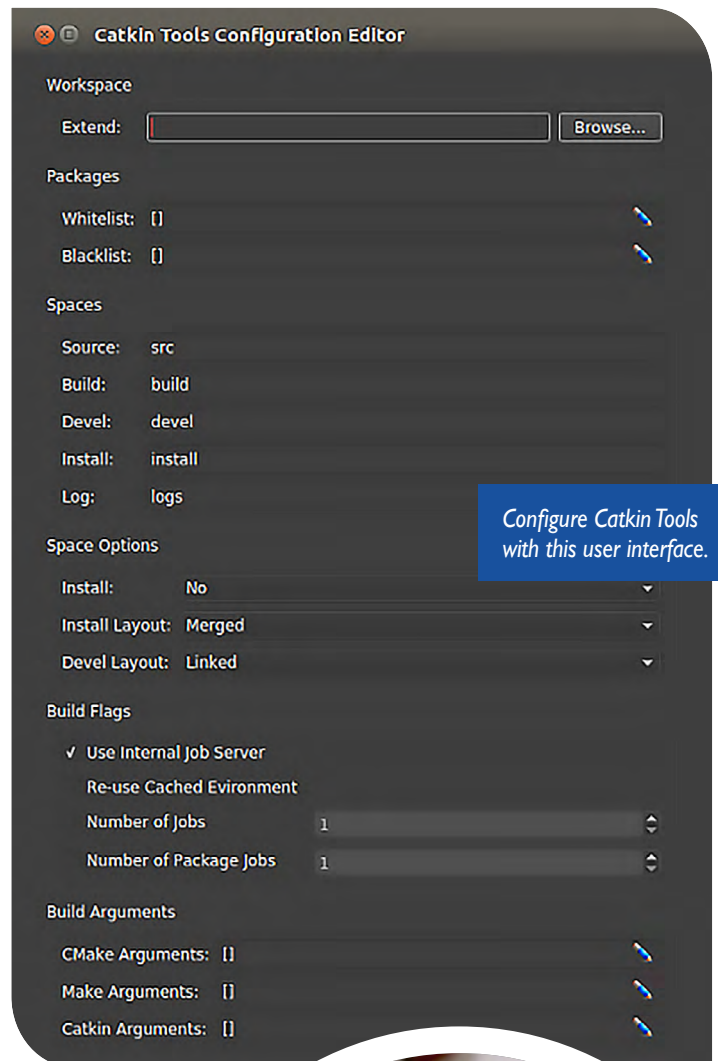 Catkin Tools Configuration Editor
Workspace
Extend: Browse...
Packages
Whitelist: []
Blacklist: []
Spaces
Source: src
Build: build
Devel: devel
Install: install
Log: logs
Configure Catkin Tools
with this user interface.
Space Options
Install: No
Install Layout: Merged
Devel Layout: Linked
Build Flags
✓ Use Internal Job Server
Re-use Cached Evironment
Number of Jobs 1
Number of Package Jobs 1
Build Arguments
CMake Arguments: []
Make Arguments: []
Catkin Arguments: []